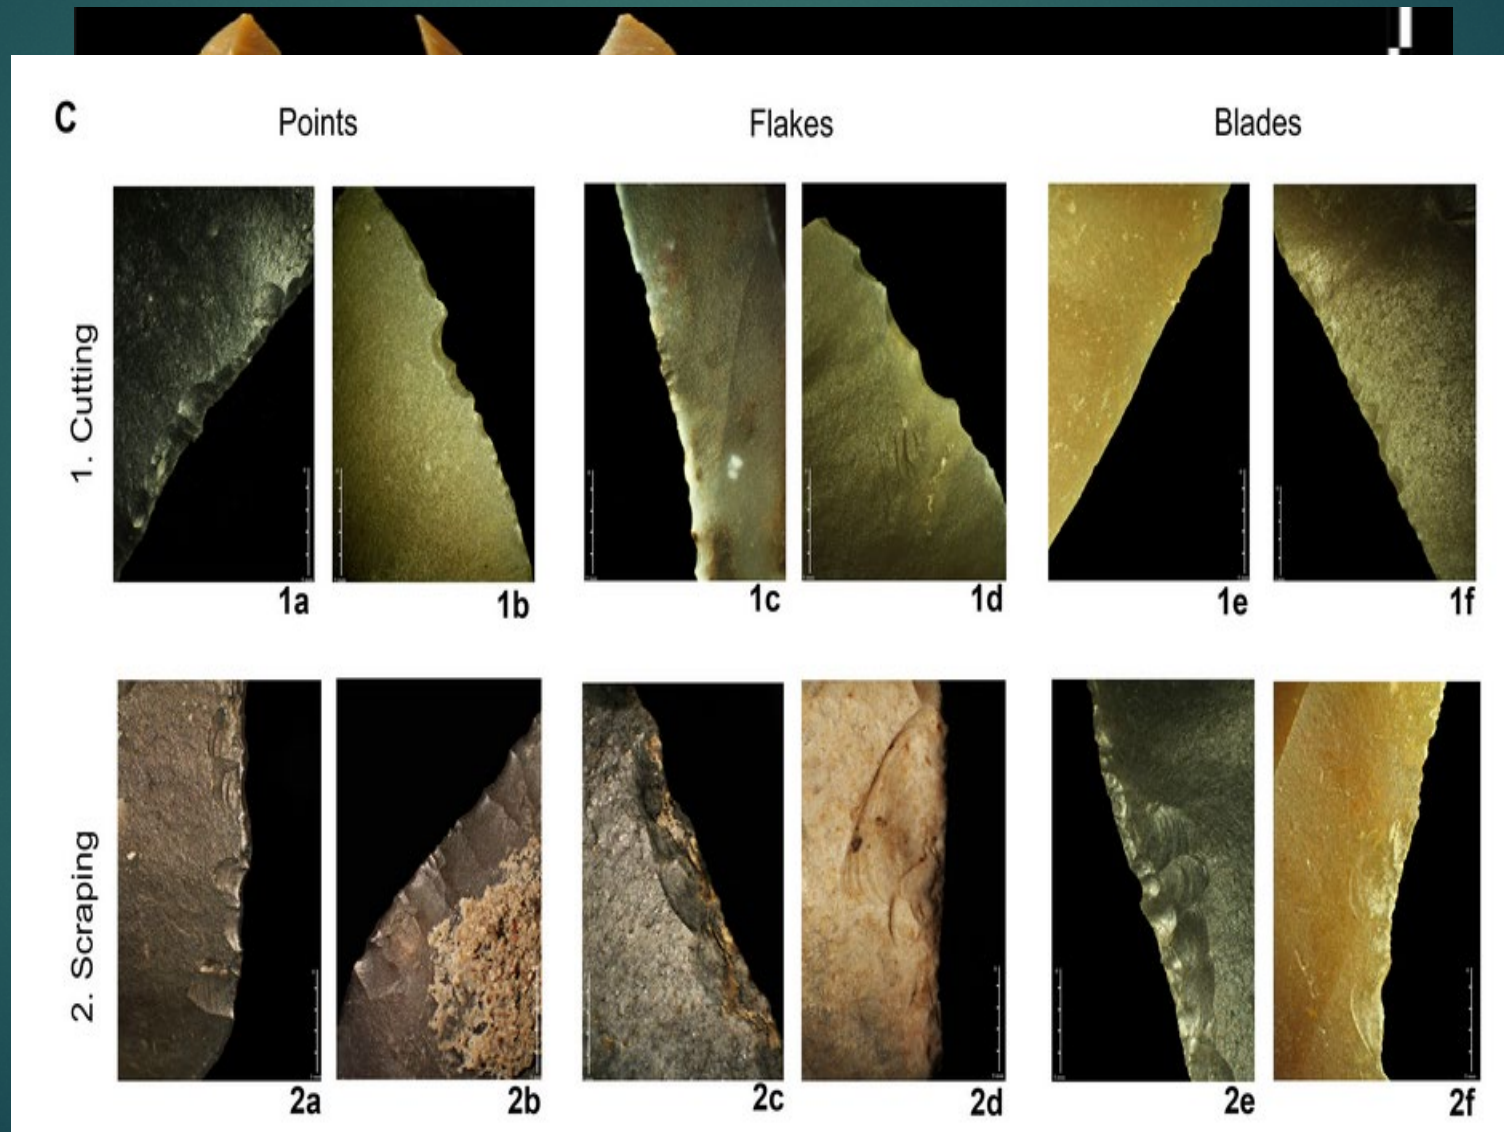 C
Points
Flakes
Blades
1. Cutting
1a
1b
1c
1d
1e
1f
2. Scraping
2a
2b
2c
2d
2e
2f